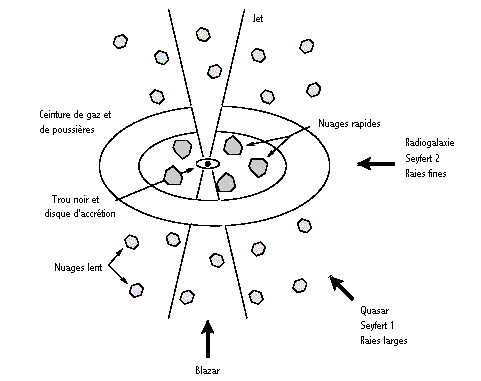 Jet
Ceinture de gaz et
de poussières
Nuages rapides
Radiogalaxie
Seyfert 2
Raies fines
Trou noir et
disque d'accrétion
Nuages lent
Quasar
Seyfert 1
Raies larges
Blazar